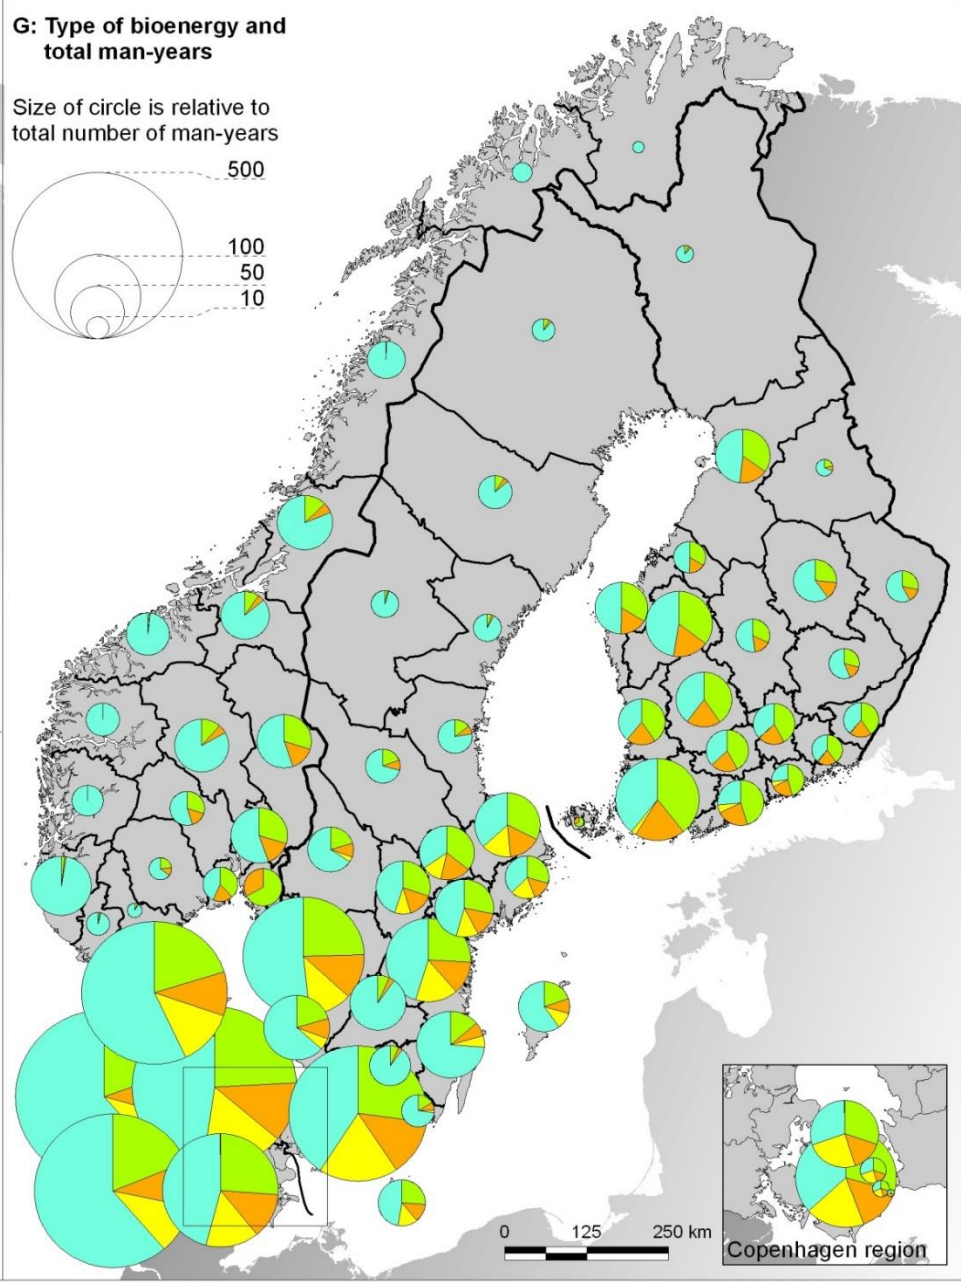 G: Type of bioenergy and
total man-years
Size of circle is relative to
total number of man-years
500
100
50
10
0 125 250 km
Copenhagen region